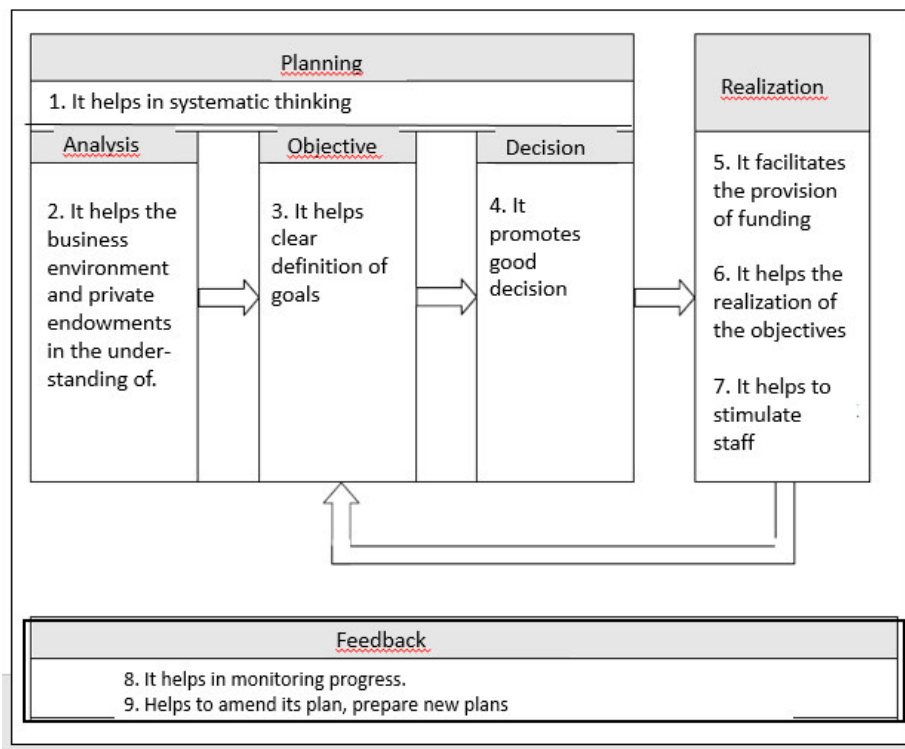 Planning
1. It helps in systematic thinking
Analysis
2. It helps the
business
environment
and private
endowments
in the under-
standing of.
Objective
3. It helps
clear
definition of
goals
Decision
4. It
promotes
good
decision
Realization
5. It facilitates
the provision
of funding
6. It helps the
realization of
the objectives
7. It helps to
stimulate
staff
Feedback
8. It helps in monitoring progress.
9. Helps to amend its plan, prepare new plans